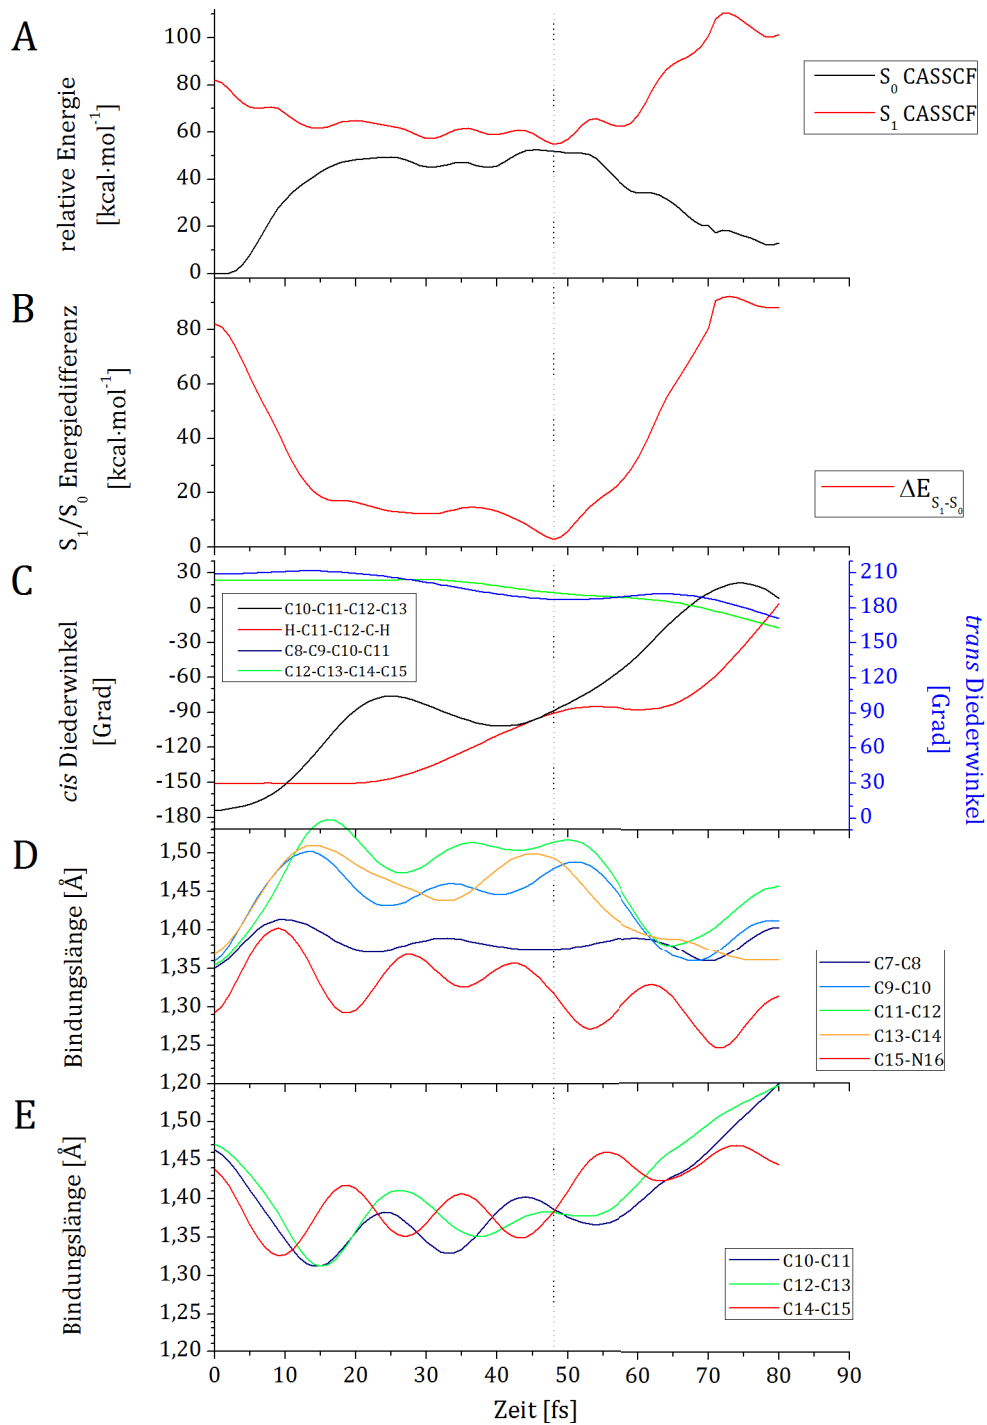 A
relative Energie
[kcal·mol⁻¹]
100
80
60
40
20
0
S₀ CASSCF
S₁ CASSCF
B
S₁/S₀ Energiedifferenz
[kcal·mol⁻¹]
80
60
40
20
0
ΔE S₁-S₀
C
cis Diederwinkel
[Grad]
30
0
-30
-60
-90
-120
-150
-180
C10-C11-C12-C13
H-C11-C12-C-H
C8-C9-C10-C11
C12-C13-C14-C15
210
180
150
120
90
60
30
0
trans Diederwinkel
[Grad]
D
Bindungslänge [Å]
1,50
1,45
1,40
1,35
1,30
1,25
1,20
C7-C8
C9-C10
C11-C12
C13-C14
C15-N16
E
Bindungslänge [Å]
1,50
1,45
1,40
1,35
1,30
1,25
1,20
C10-C11
C12-C13
C14-C15
0 10 20 30 40 50 60 70 80 90
Zeit [fs]